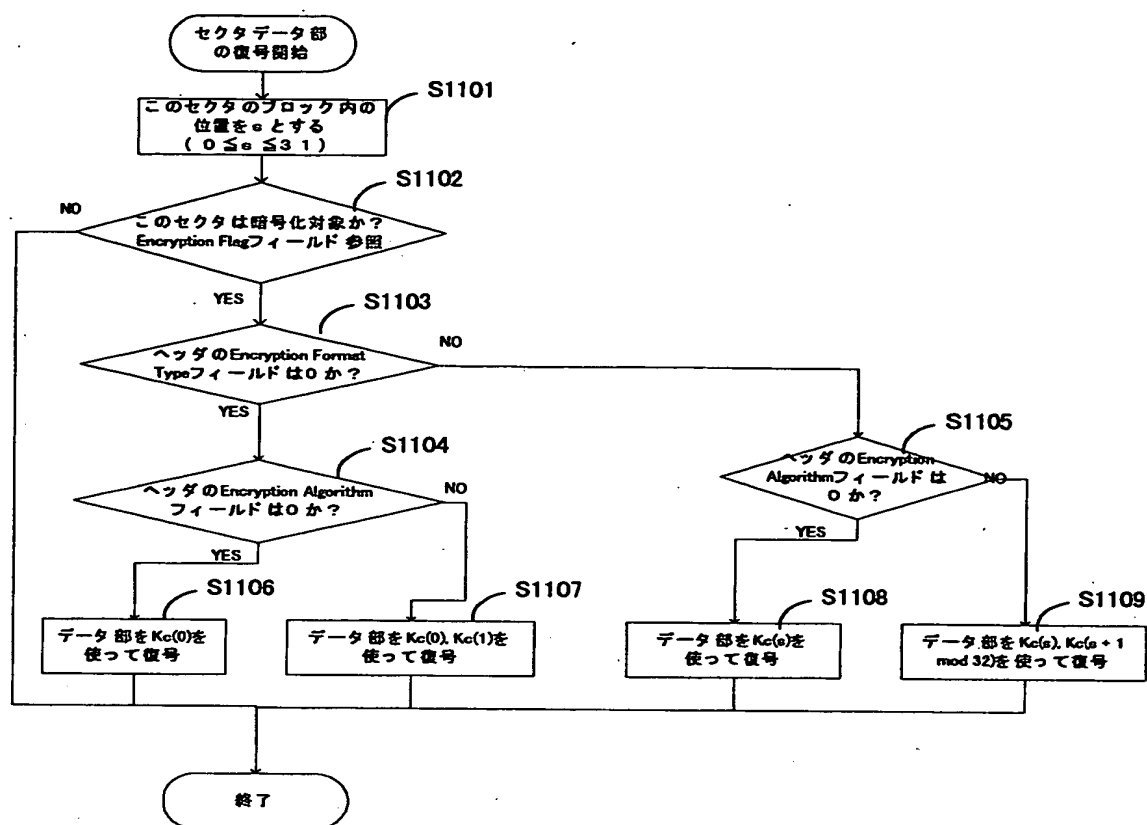 セクタデータ部
の復号開始
S1101
このセクタのブロック内の
位置をsとする
(0≦s≦31)
S1102
NO
このセクタは暗号化対象か？
Encryption Flagフィールド参照
YES
S1103
NO
ヘッダのEncryption Format
Typeフィールドは0か？
YES
S1104
S1105
ヘッダのEncryption Algorithm
フィールドは0か？
NO
ヘッダのEncryption
Algorithmフィールドは
0か？
NO
YES
YES
S1106
S1107
S1108
S1109
データ部をKc(0)を
使って復号
データ部をKc(0),Kc(1)を
使って復号
データ部をKc(s)を
使って復号
データ部をKc(s),Kc(s+1
mod 32)を使って復号
終了